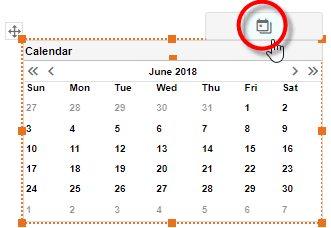 Calendar
June 2018
Sun Mon Tue Wed Thu Fri Sat
27 28 29 30 31 1 2
3 4 5 6 7 8 9
10 11 12 13 14 15 16
17 18 19 20 21 22 23
24 25 26 27 28 29 30
1 2 3 4 5 6 7